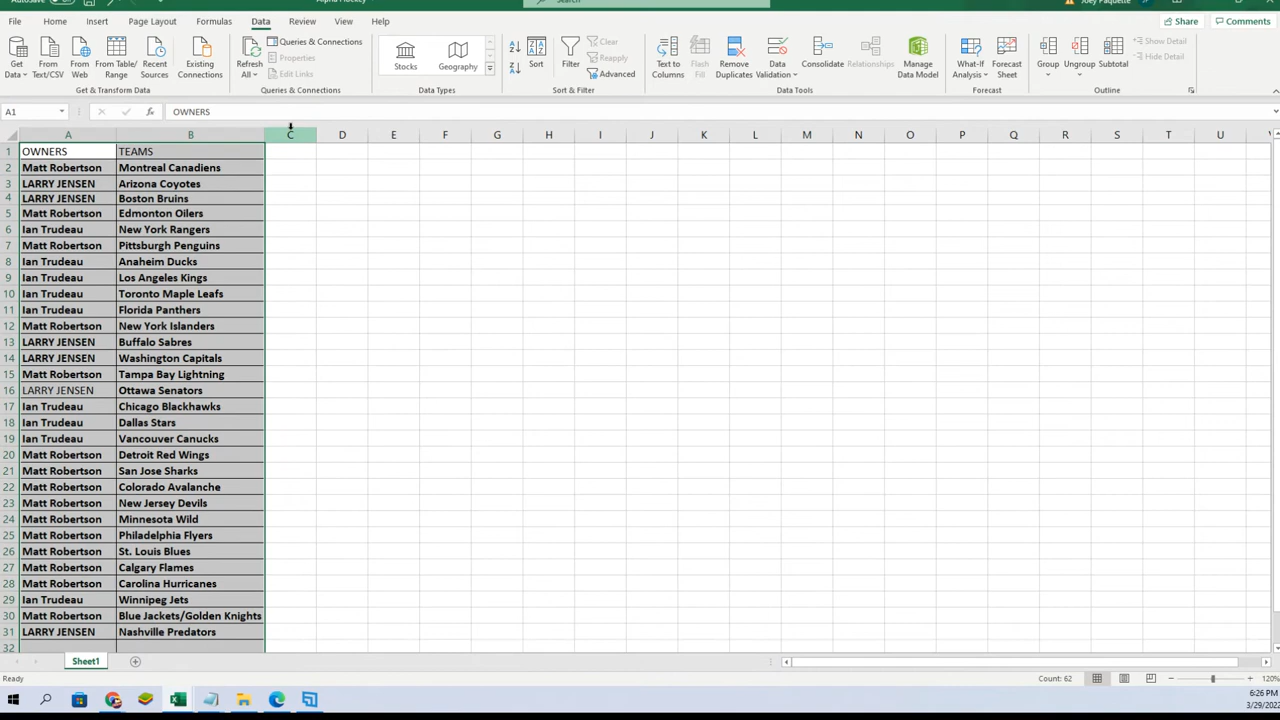 AutoSave
Alpha Hockey
Search
Joey Paquette
File Home Insert Page Layout Formulas Data Review View Help
Share Comments
Get Data From Text/CSV From Web From Table/Range Recent Sources Existing Connections
Refresh All
Queries & Connections
Properties
Edit Links
Stocks Geography
Sort Filter
Clear
Reapply
Advanced
Text to Columns Flash Fill Remove Duplicates Data Validation Consolidate Relationships Manage Data Model
What-If Analysis Forecast Sheet
Group Ungroup Subtotal
Show Detail
Hide Detail
Get & Transform Data Queries & Connections Data Types Sort & Filter Data Tools Forecast Outline
A1 fx OWNERS
A B C D E F G H I J K L M N O P Q R S T U
1 OWNERS TEAMS
2 Matt Robertson Montreal Canadiens
3 LARRY JENSEN Arizona Coyotes
4 LARRY JENSEN Boston Bruins
5 Matt Robertson Edmonton Oilers
6 Ian Trudeau New York Rangers
7 Matt Robertson Pittsburgh Penguins
8 Ian Trudeau Anaheim Ducks
9 Ian Trudeau Los Angeles Kings
10 Ian Trudeau Toronto Maple Leafs
11 Ian Trudeau Florida Panthers
12 Matt Robertson New York Islanders
13 LARRY JENSEN Buffalo Sabres
14 LARRY JENSEN Washington Capitals
15 Matt Robertson Tampa Bay Lightning
16 LARRY JENSEN Ottawa Senators
17 Ian Trudeau Chicago Blackhawks
18 Ian Trudeau Dallas Stars
19 Ian Trudeau Vancouver Canucks
20 Matt Robertson Detroit Red Wings
21 Matt Robertson San Jose Sharks
22 Matt Robertson Colorado Avalanche
23 Matt Robertson New Jersey Devils
24 Matt Robertson Minnesota Wild
25 Matt Robertson Philadelphia Flyers
26 Matt Robertson St. Louis Blues
27 Matt Robertson Calgary Flames
28 Matt Robertson Carolina Hurricanes
29 Ian Trudeau Winnipeg Jets
30 Matt Robertson Blue Jackets/Golden Knights
31 LARRY JENSEN Nashville Predators
32
Sheet1
Ready Count: 62 120%
6:26 PM